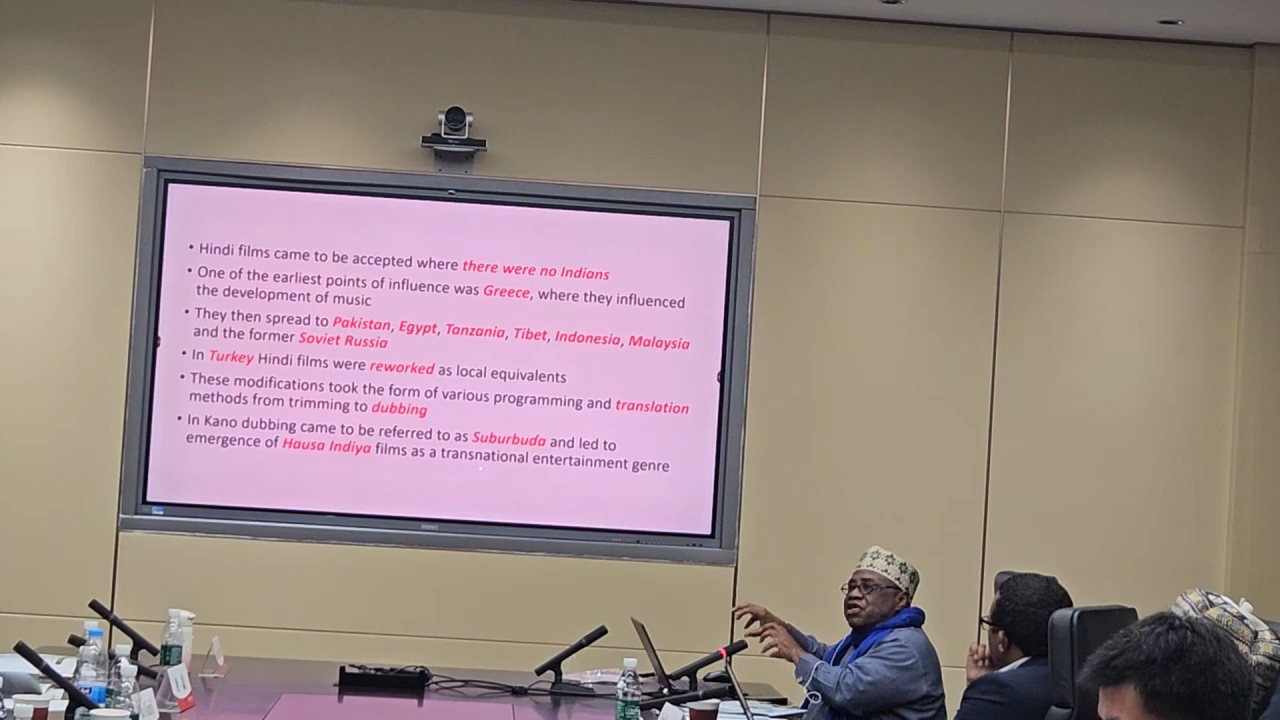 • Hindi films came to be accepted where there were no Indians
• One of the earliest points of influence was Greece, where they influenced
the development of music
• They then spread to Pakistan, Egypt, Tanzania, Tibet, Indonesia, Malaysia
and the former Soviet Russia
• In Turkey Hindi films were reworked as local equivalents
• These modifications took the form of various programming and translation
methods from trimming to dubbing
• In Kano dubbing came to be referred to as Suburbuda and led to
emergence of Hausa Indiya films as a transnational entertainment genre